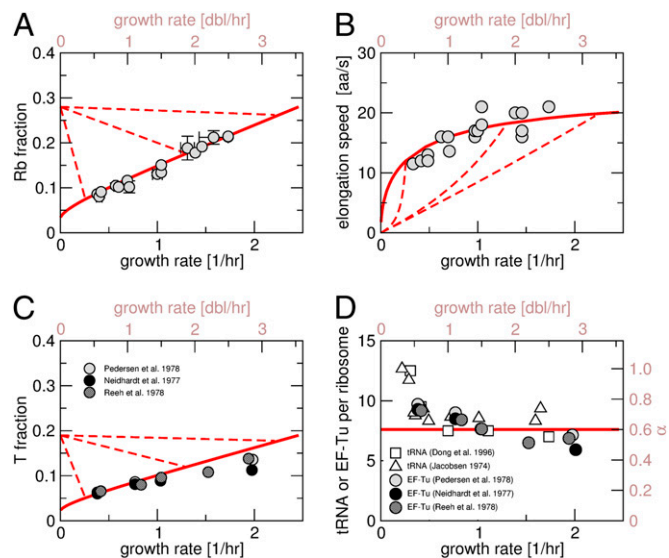 A
growth rate [dbl/hr]
0 1 2 3
0.4
0.3
0.2
0.1
0
Rb fraction
0 1 2
growth rate [1/hr]
B
growth rate [dbl/hr]
0 1 2 3
30
20
10
0
elongation speed [aa/s]
0 1 2
growth rate [1/hr]
C
growth rate [dbl/hr]
0 1 2 3
0.4
0.3
0.2
0.1
0
T fraction
Pedersen et al. 1978
Neidhardt et al. 1977
Reeh et al. 1978
0 1 2
growth rate [1/hr]
D
growth rate [dbl/hr]
0 1 2 3
15
10
5
0
tRNA or EF-Tu per ribosome
1.0
0.8
0.6
0.4
0.2
0
α
tRNA (Dong et al. 1996)
tRNA (Jacobsen 1974)
EF-Tu (Pedersen et al. 1978)
EF-Tu (Neidhardt et al. 1977)
EF-Tu (Reeh et al. 1978)
0 1 2
growth rate [1/hr]